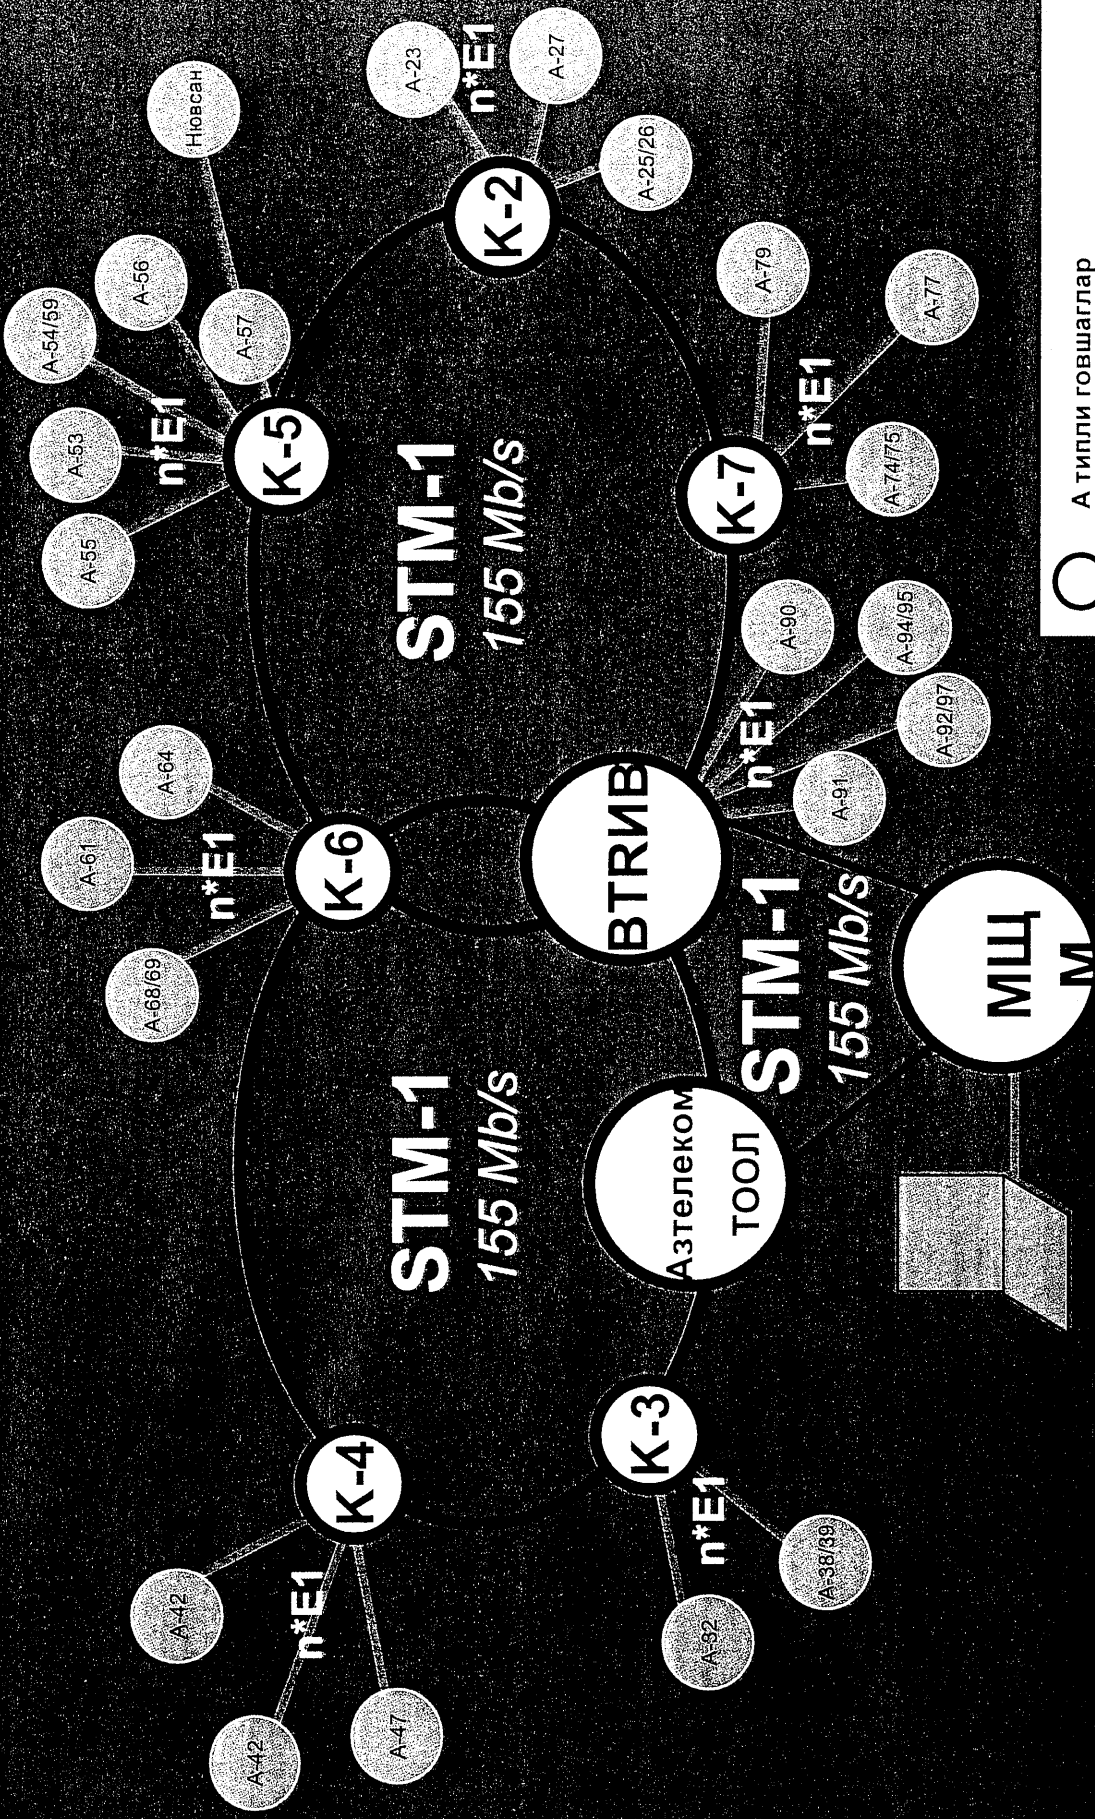 А-42
А-42
n*E1
А-47
К-4
А-68/69
А-61
А-64
n*E1
К-6
А-55
А-53
А-54/59
А-56
Нювсан
n*E1
А-57
К-5
А-23
n*E1
А-27
А-25/26
К-2
STM-1
155 Mb/s
STM-1
155 Mb/s
К-3
n*E1
А-32
А-38/39
Азтелеком
ТООЛ
BTRИB
К-7
А-79
n*E1
А-77
А-74/75
А-90
n*E1
А-94/95
А-92/97
А-91
STM-1
155 Mb/s
МЩ
М
А типли говшаглар